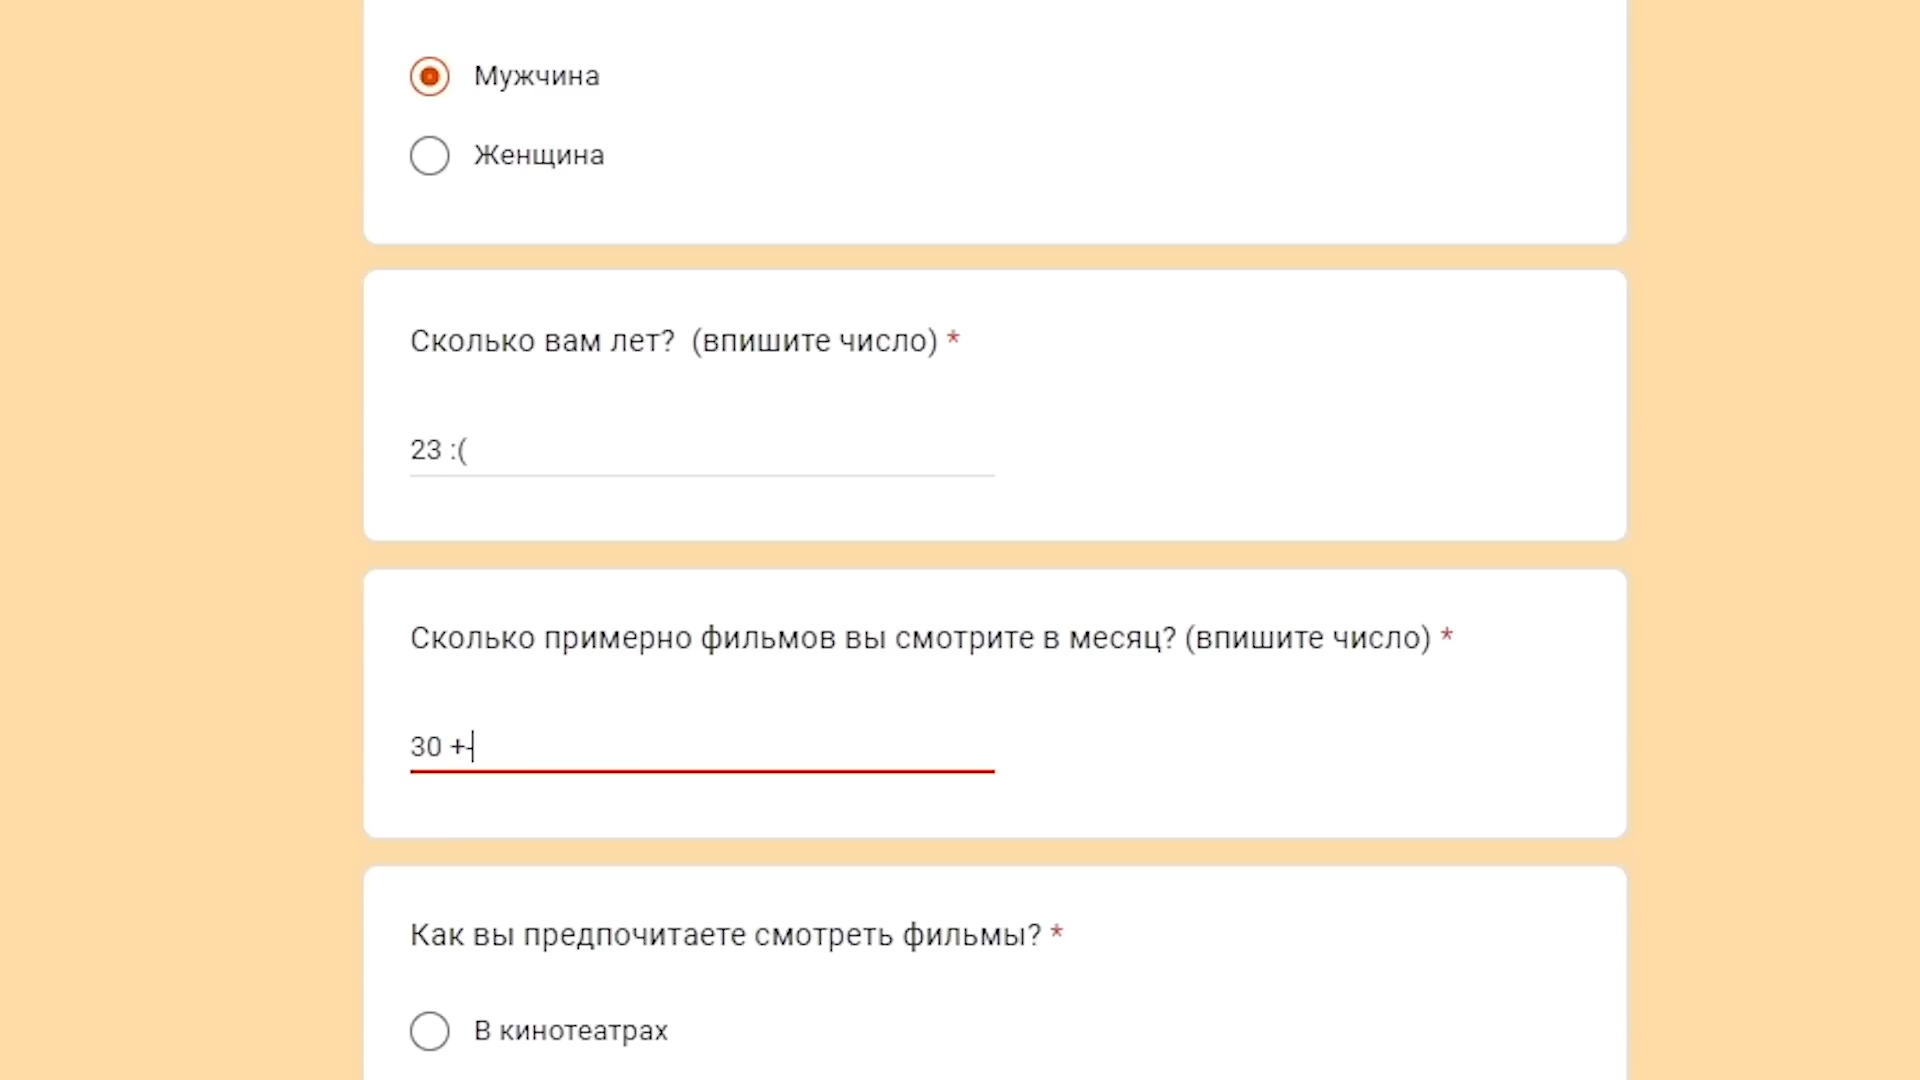 Мужчина
Женщина
Сколько вам лет? (впишите число) *
23 :(
Сколько примерно фильмов вы смотрите в месяц? (впишите число) *
30 +-
Как вы предпочитаете смотреть фильмы? *
В кинотеатрах